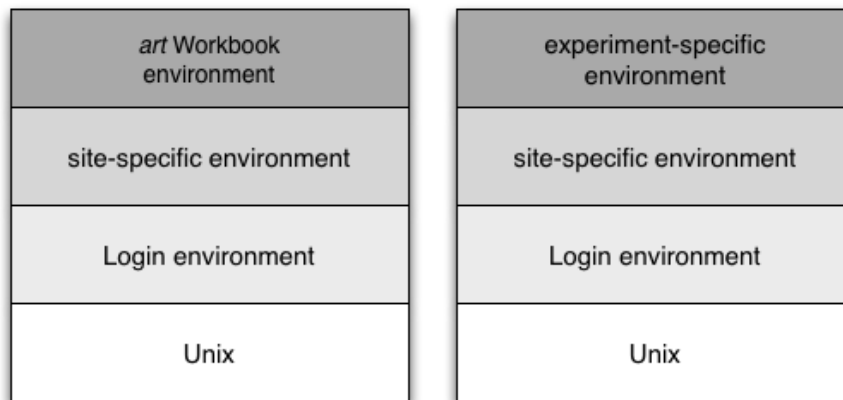 art Workbook
environment
site-specific environment
Login environment
Unix
experiment-specific
environment
site-specific environment
Login environment
Unix